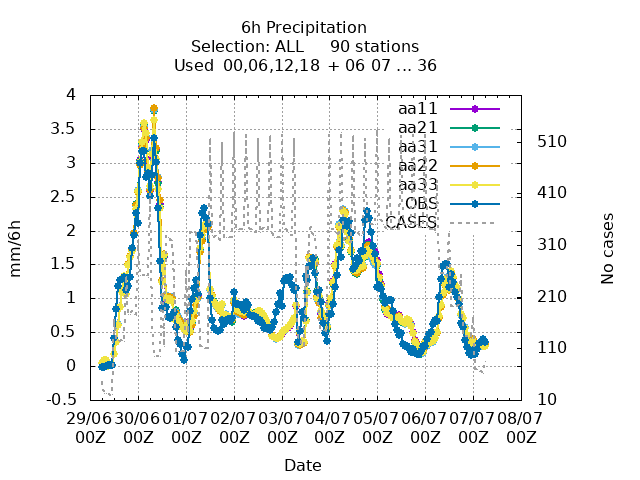 6h Precipitation
Selection: ALL 90 stations
Used 00,06,12,18 + 06 07 ... 36
4
3.5
3
2.5
2
1.5
1
0.5
0
-0.5
mm/6h
510
410
310
210
110
10
No cases
aa11
aa21
aa31
aa22
aa33
OBS
CASES
29/06 30/06 01/07 02/07 03/07 04/07 05/07 06/07 07/07 08/07
00Z 00Z 00Z 00Z 00Z 00Z 00Z 00Z 00Z 00Z
Date